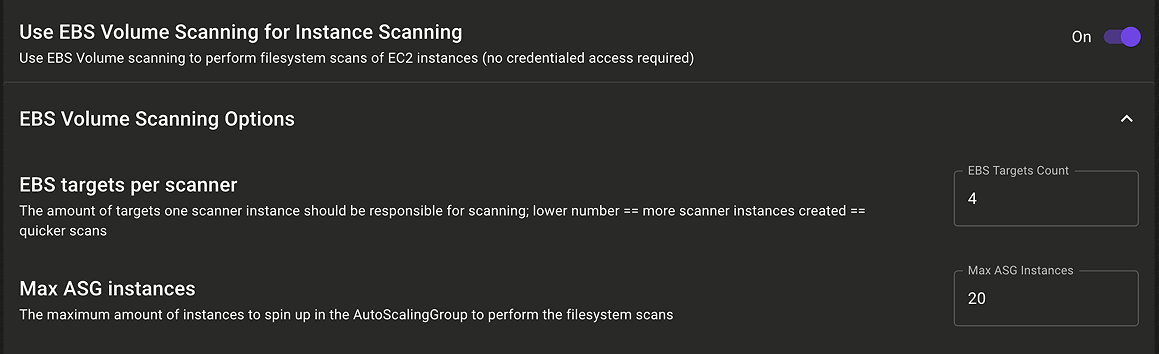 Use EBS Volume Scanning for Instance Scanning
On
Use EBS Volume scanning to perform filesystem scans of EC2 instances (no credentialed access required)
EBS Volume Scanning Options
EBS targets per scanner
EBS Targets Count
4
The amount of targets one scanner instance should be responsible for scanning; lower number == more scanner instances created ==
quicker scans
Max ASG instances
Max ASG Instances
20
The maximum amount of instances to spin up in the AutoScalingGroup to perform the filesystem scans